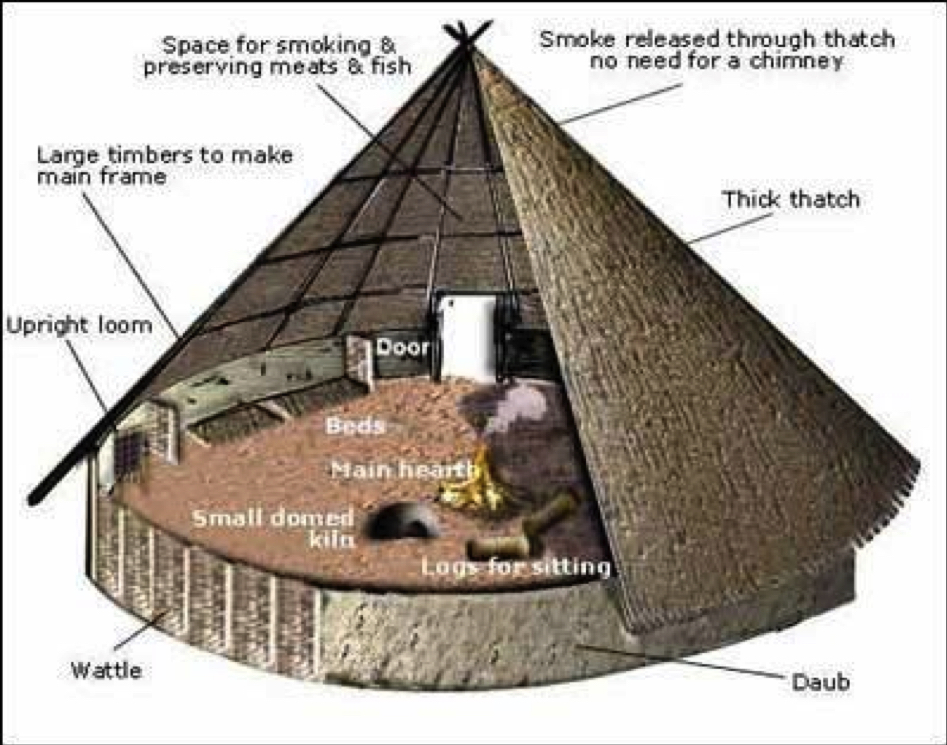 Space for smoking &
preserving meats & fish
Smoke released through thatch
no need for a chimney
Large timbers to make
main frame
Thick thatch
Upright loom
Door
Beds
Main hearth
Small domed
kiln
Logs for sitting
Wattle
Daub